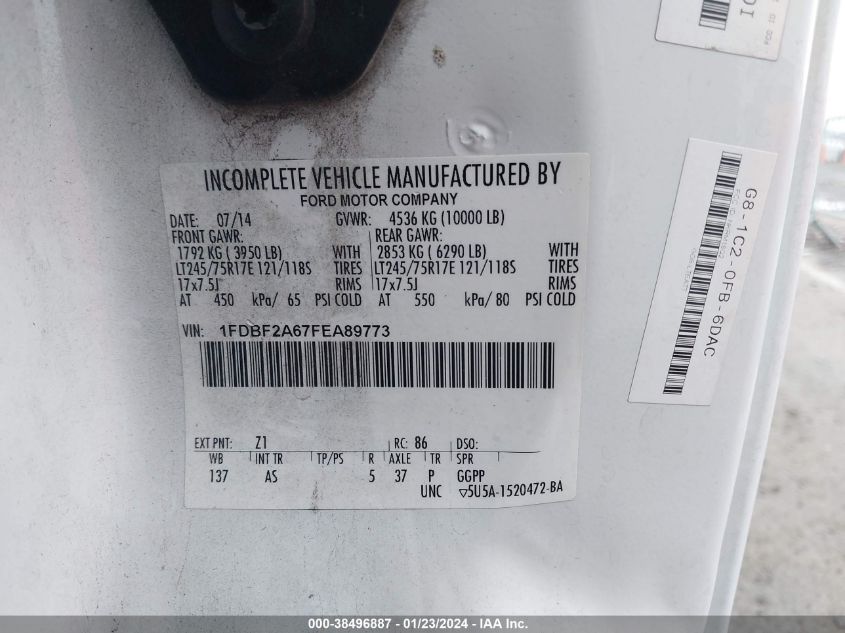 INCOMPLETE VEHICLE MANUFACTURED BY
FORD MOTOR COMPANY
DATE: 07/14 GVWR: 4536 KG (10000 LB)
FRONT GAWR: REAR GAWR:
1792 KG ( 3950 LB) WITH 2853 KG ( 6290 LB) WITH
LT245/75R17E 121/118S TIRES LT245/75R17E 121/118S TIRES
17x7.5J RIMS 17x7.5J RIMS
AT 450 kPa/ 65 PSI COLD AT 550 kPa/ 80 PSI COLD
VIN: 1FDBF2A67FEA89773
EXT PNT: Z1 RC: 86 DSO:
WB INT TR TP/PS R AXLE TR SPR
137 AS 5 37 P GGPP
UNC ▽5U5A-1520472-BA
G8-1C2-0FB-6DAC
5
000-38496887 - 01/23/2024 - IAA Inc.